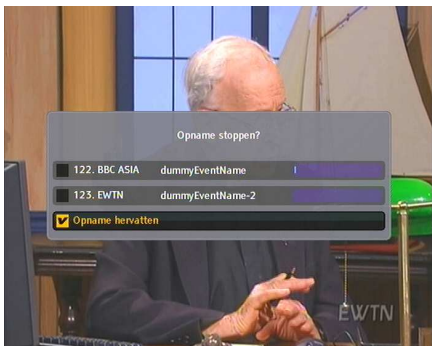 Opname stoppen?
122. BBC ASIA dummyEventName
123. EWTN dummyEventName-2
Opname hervatten
EWTN